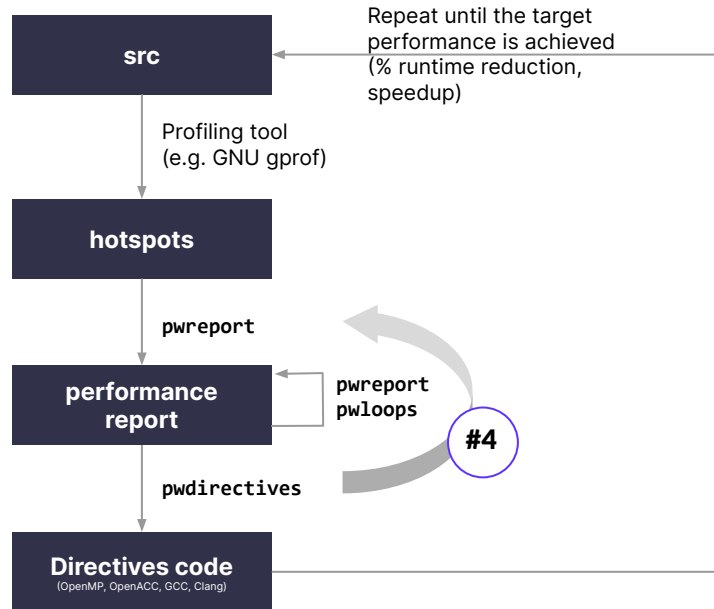 Repeat until the target
performance is achieved
(% runtime reduction,
speedup)
src
Profiling tool
(e.g. GNU gprof)
hotspots
pwreport
performance
report
pwreport
pwloops
#4
pwdirectives
Directives code
(OpenMP, OpenACC, GCC, Clang)